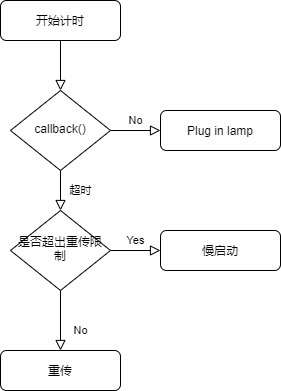 开始计时
callback()
No
Plug in lamp
超时
是否超出重传限
制
Yes
慢启动
No
重传